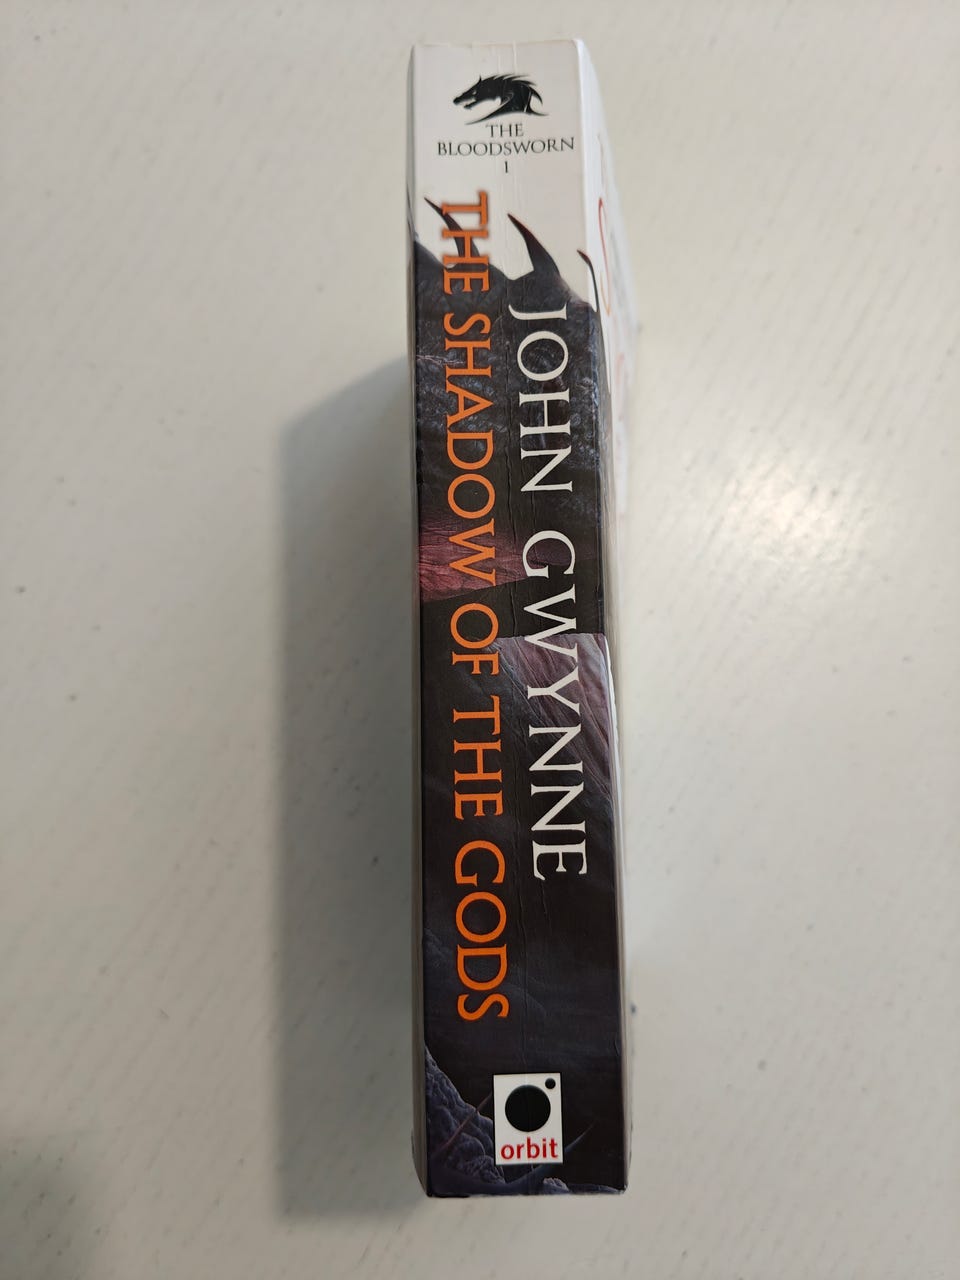 THE
BLOODSWORN
1
JOHN GWYNNE
THE SHADOW OF THE GODS
orbit